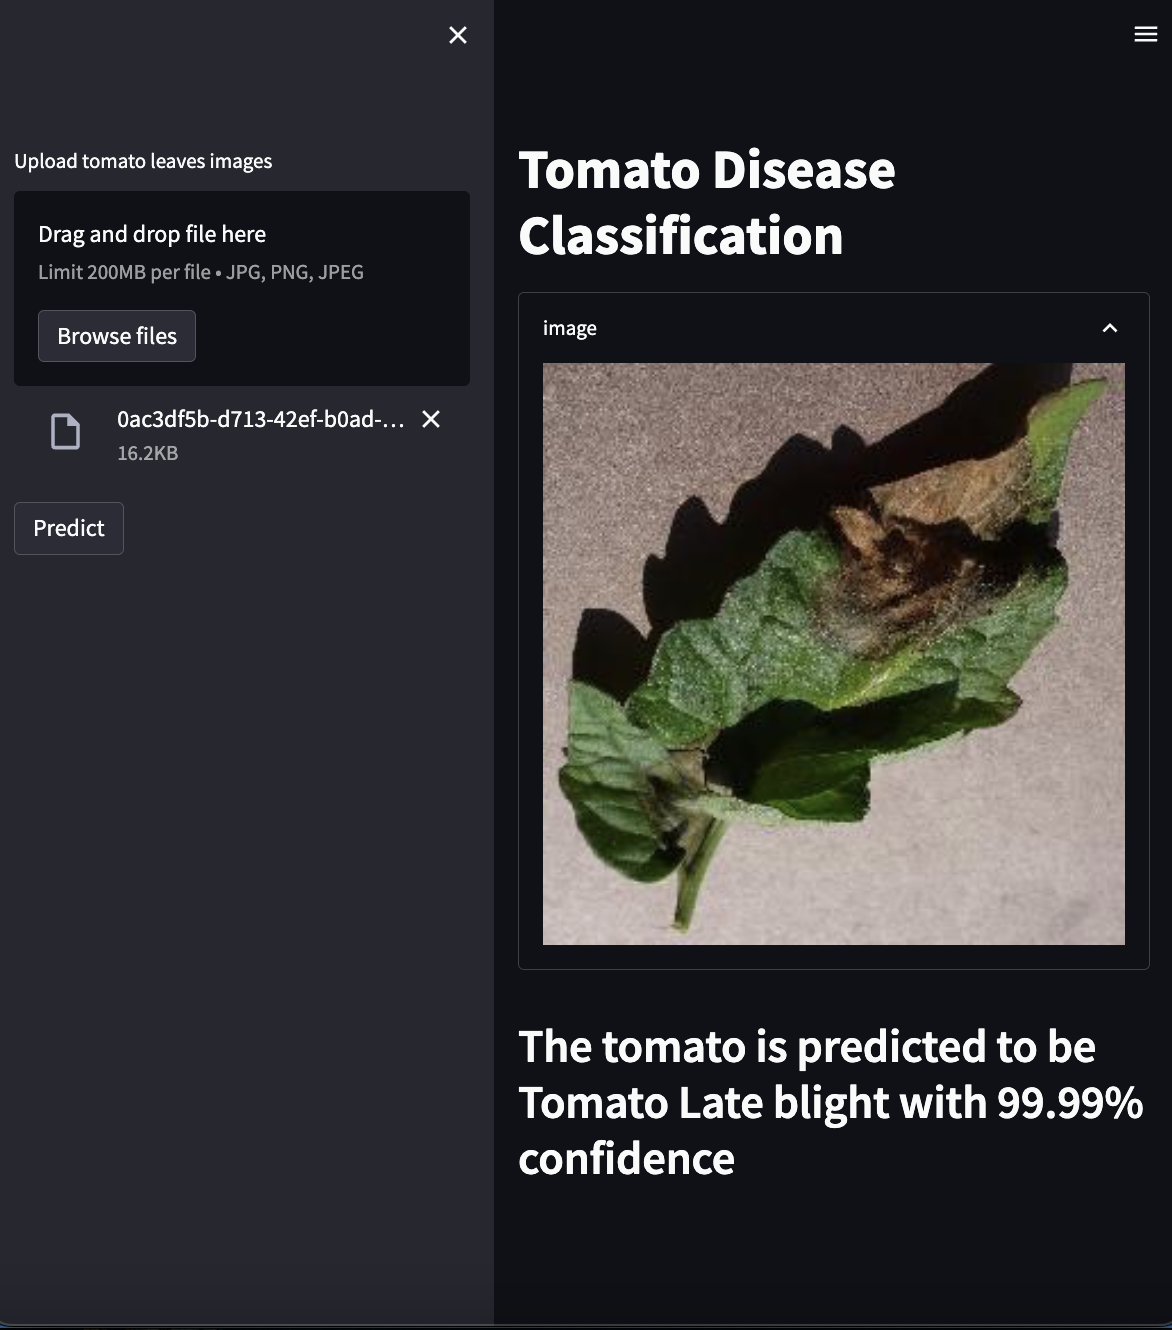 Upload tomato leaves images
Drag and drop file here
Limit 200MB per file • JPG, PNG, JPEG
Browse files
0ac3df5b-d713-42ef-b0ad-...
16.2KB
Predict
Tomato Disease
Classification
image
The tomato is predicted to be
Tomato Late blight with 99.99%
confidence